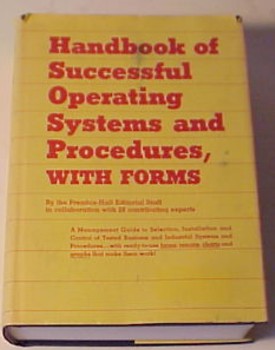 Handbook of
Successful
Operating
Systems and
Procedures,
WITH FORMS
By the Prentice-Hall Editorial Staff
in collaboration with 28 contributing experts
A Management Guide to Selection, Installation and
Control of Tested Business and Industrial Systems and
Procedures...with ready-to-use forms, records, charts and
graphs that make them work!